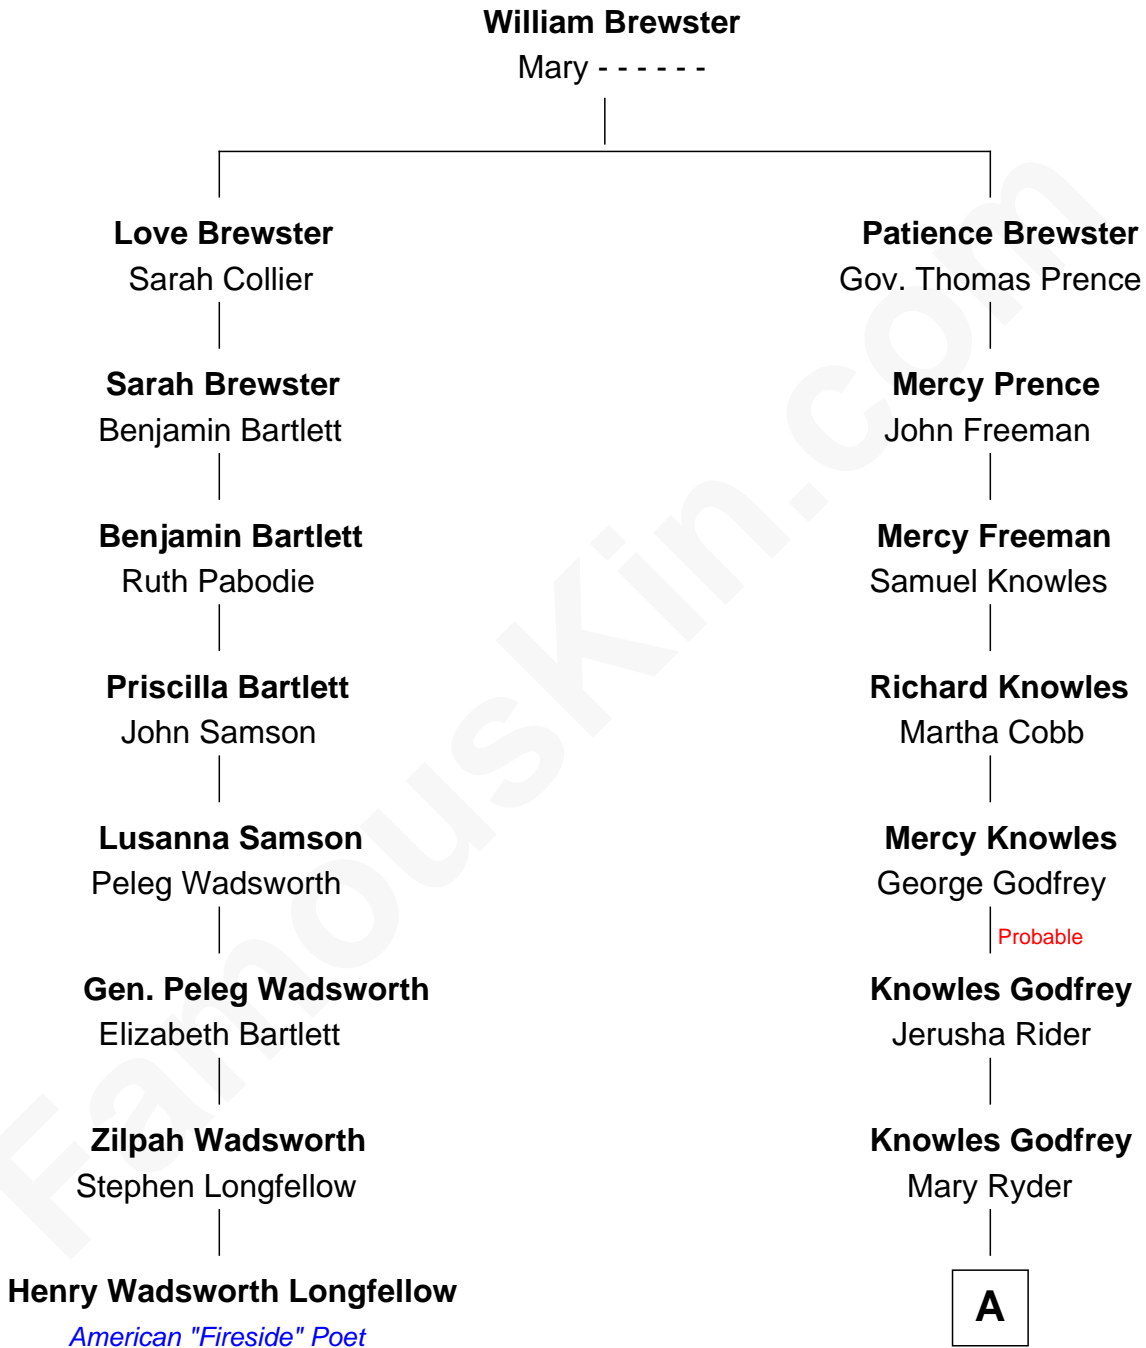 William Brewster
Mary - - - - - -
Love Brewster
Sarah Collier
Patience Brewster
Gov. Thomas Prence
Sarah Brewster
Benjamin Bartlett
Mercy Prence
John Freeman
Benjamin Bartlett
Ruth Pabodie
Mercy Freeman
Samuel Knowles
Priscilla Bartlett
John Samson
Richard Knowles
Martha Cobb
Lusanna Samson
Peleg Wadsworth
Mercy Knowles
George Godfrey
Probable
Gen. Peleg Wadsworth
Elizabeth Bartlett
Knowles Godfrey
Jerusha Rider
Zilpah Wadsworth
Stephen Longfellow
Knowles Godfrey
Mary Ryder
Henry Wadsworth Longfellow
American "Fireside" Poet
A
FamousKin.com